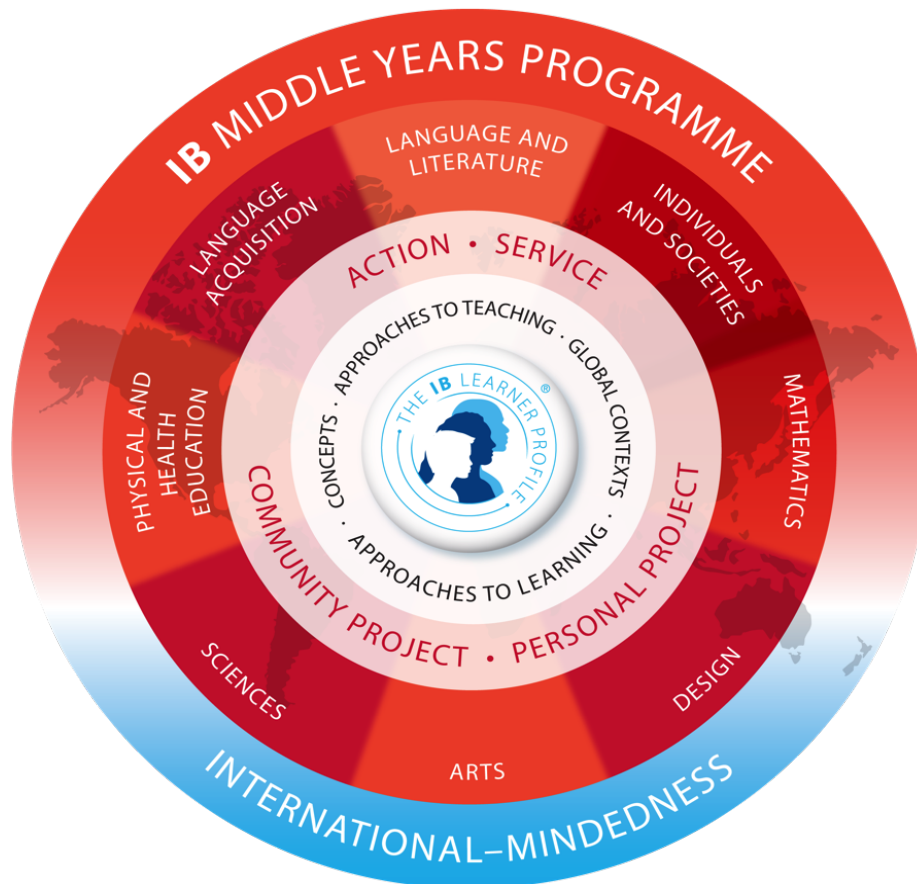 IB MIDDLE YEARS PROGRAMME
LANGUAGE AND
LITERATURE
INDIVIDUALS
AND SOCIETIES
MATHEMATICS
DESIGN
ARTS
SCIENCES
PHYSICAL AND
HEALTH
EDUCATION
LANGUAGE
ACQUISITION
ACTION • SERVICE
COMMUNITY PROJECT • PERSONAL PROJECT
APPROACHES TO TEACHING · GLOBAL CONTEXTS ·
APPROACHES TO LEARNING · CONCEPTS ·
THE IB LEARNER PROFILE ®
INTERNATIONAL–MINDEDNESS